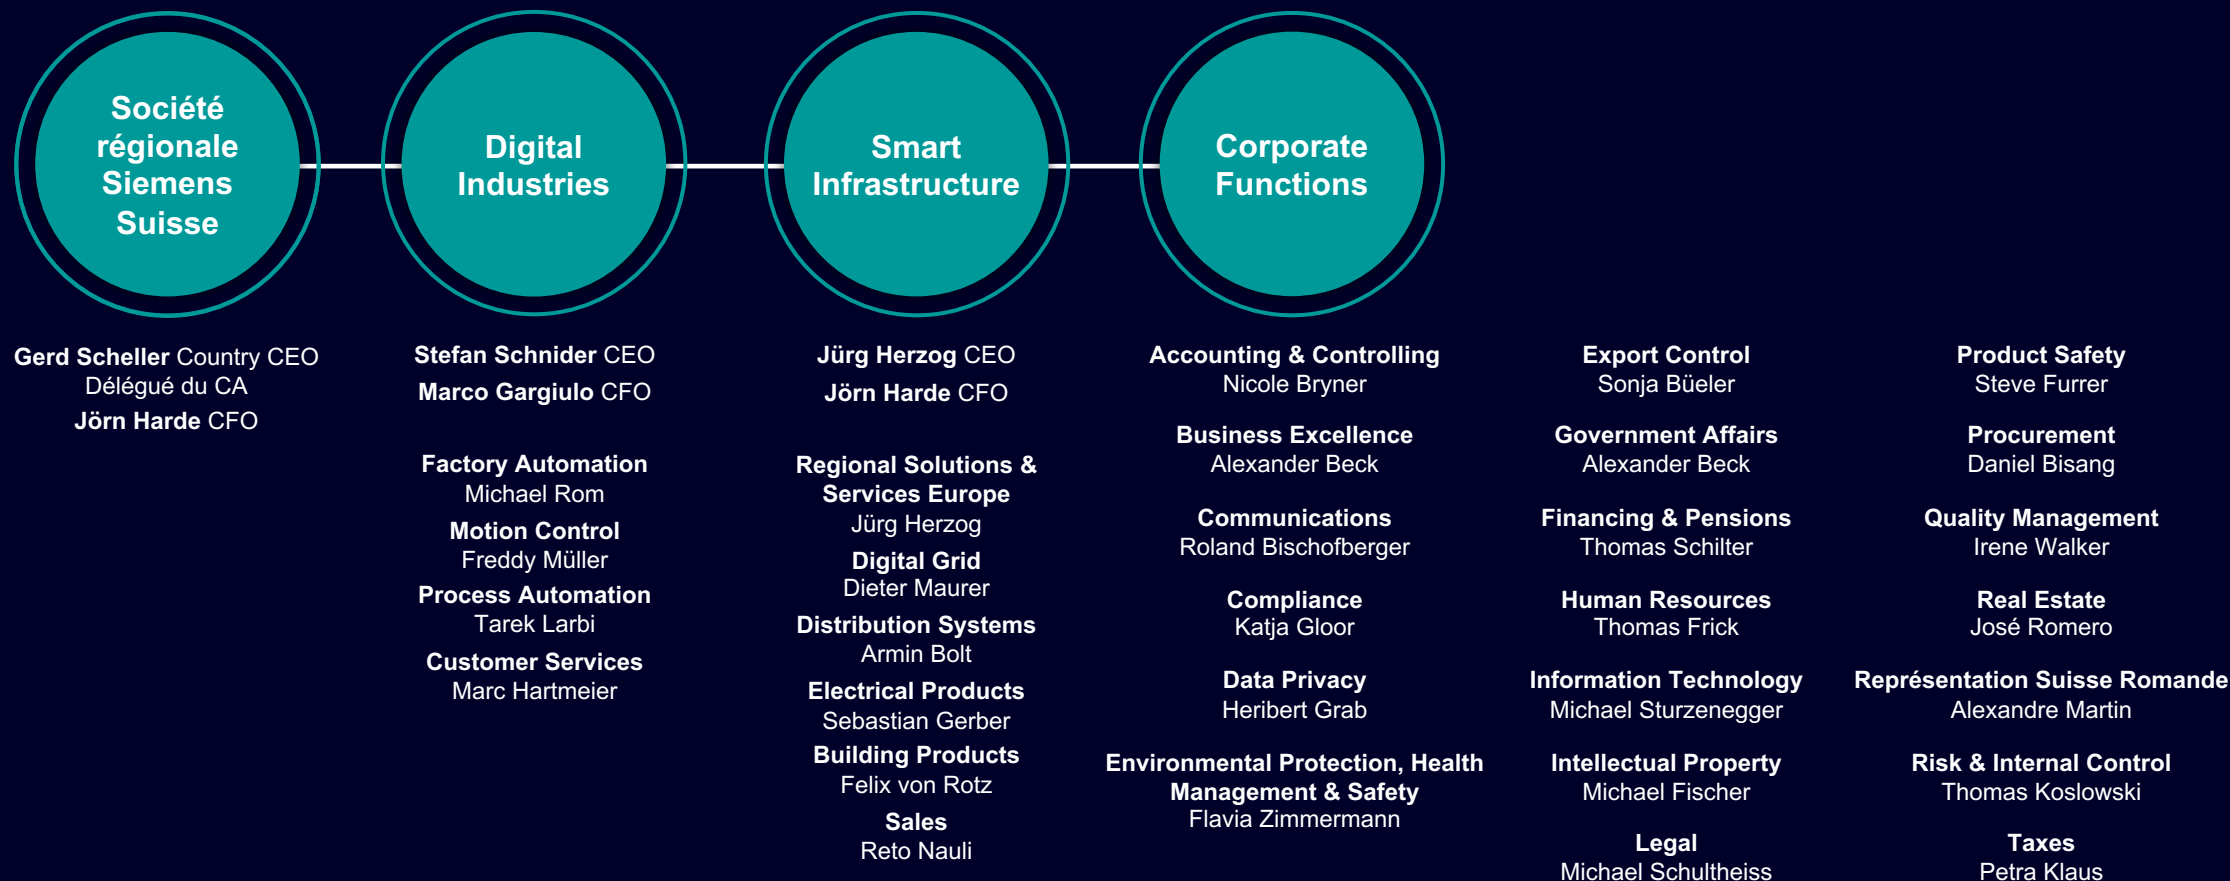 Société
régionale
Siemens
Suisse
Digital
Industries
Smart
Infrastructure
Corporate
Functions
Gerd Scheller Country CEO
Délégué du CA
Jörn Harde CFO
Stefan Schnider CEO
Marco Gargiulo CFO
Factory Automation
Michael Rom
Motion Control
Freddy Müller
Process Automation
Tarek Larbi
Customer Services
Marc Hartmeier
Jürg Herzog CEO
Jörn Harde CFO
Regional Solutions &
Services Europe
Jürg Herzog
Digital Grid
Dieter Maurer
Distribution Systems
Armin Bolt
Electrical Products
Sebastian Gerber
Building Products
Felix von Rotz
Sales
Reto Nauli
Accounting & Controlling
Nicole Bryner
Business Excellence
Alexander Beck
Communications
Roland Bischofberger
Compliance
Katja Gloor
Data Privacy
Heribert Grab
Environmental Protection, Health
Management & Safety
Flavia Zimmermann
Export Control
Sonja Büeler
Government Affairs
Alexander Beck
Financing & Pensions
Thomas Schilter
Human Resources
Thomas Frick
Information Technology
Michael Sturzenegger
Intellectual Property
Michael Fischer
Legal
Michael Schultheiss
Product Safety
Steve Furrer
Procurement
Daniel Bisang
Quality Management
Irene Walker
Real Estate
José Romero
Représentation Suisse Romande
Alexandre Martin
Risk & Internal Control
Thomas Koslowski
Taxes
Petra Klaus